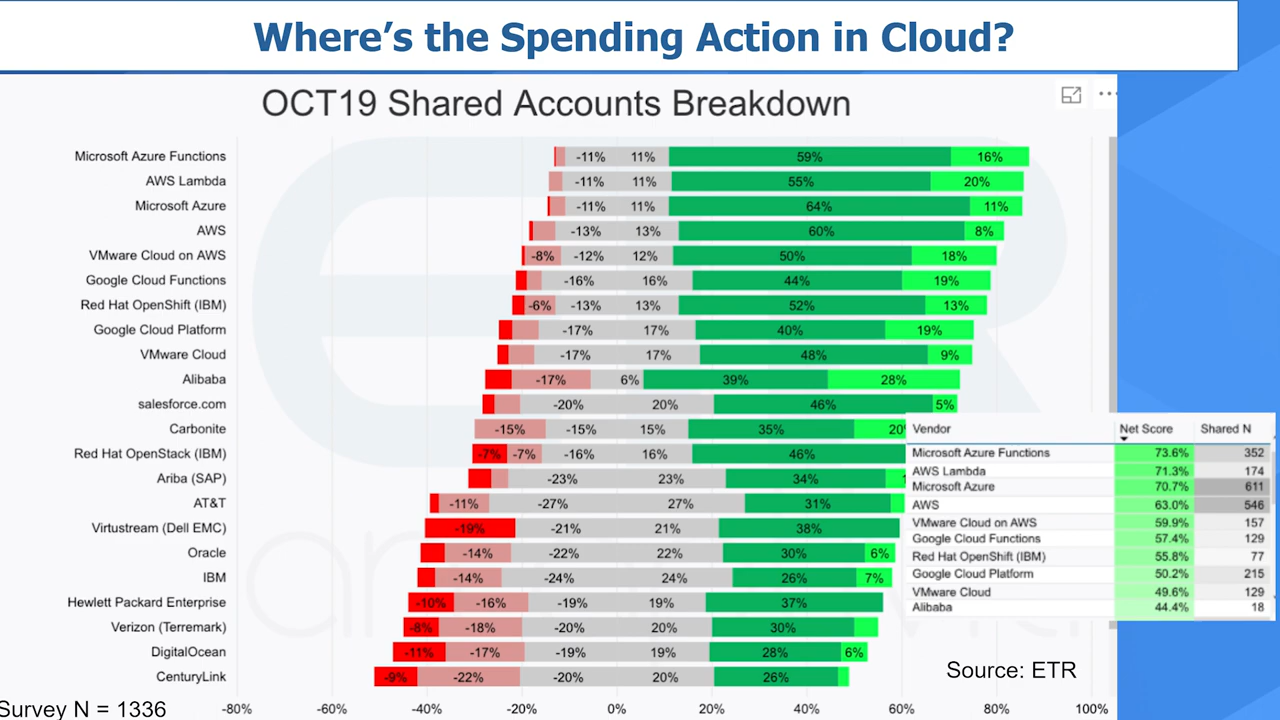 Where's the Spending Action in Cloud?
OCT19 Shared Accounts Breakdown
Microsoft Azure Functions -11% 11% 59% 16%
AWS Lambda -11% 11% 55% 20%
Microsoft Azure -11% 11% 64% 11%
AWS -13% 13% 60% 8%
VMware Cloud on AWS -8% -12% 12% 50% 18%
Google Cloud Functions -16% 16% 44% 19%
Red Hat OpenShift (IBM) -6% -13% 13% 52% 13%
Google Cloud Platform -17% 17% 40% 19%
VMware Cloud -17% 17% 48% 9%
Alibaba -17% 6% 39% 28%
salesforce.com -20% 20% 46% 5%
Carbonite -15% -15% 15% 35% 20
Red Hat OpenStack (IBM) -7% -7% -16% 16% 46%
Ariba (SAP) -23% 23% 34%
AT&T -11% -27% 27% 31%
Virtustream (Dell EMC) -19% -21% 21% 38%
Oracle -14% -22% 22% 30% 6%
IBM -14% -24% 24% 26% 7%
Hewlett Packard Enterprise -10% -16% -19% 19% 37%
Verizon (Terremark) -8% -18% -20% 20% 30%
DigitalOcean -11% -17% -19% 19% 28% 6%
CenturyLink -9% -22% -20% 20% 26%
-80% -60% -40% -20% 0% 20% 40% 60% 80% 100%
Vendor Net Score Shared N
Microsoft Azure Functions 73.6% 352
AWS Lambda 71.3% 174
Microsoft Azure 70.7% 611
AWS 63.0% 546
VMware Cloud on AWS 59.9% 157
Google Cloud Functions 57.4% 129
Red Hat OpenShift (IBM) 55.8% 77
Google Cloud Platform 50.2% 215
VMware Cloud 49.6% 129
Alibaba 44.4% 18
Source: ETR
Survey N = 1336